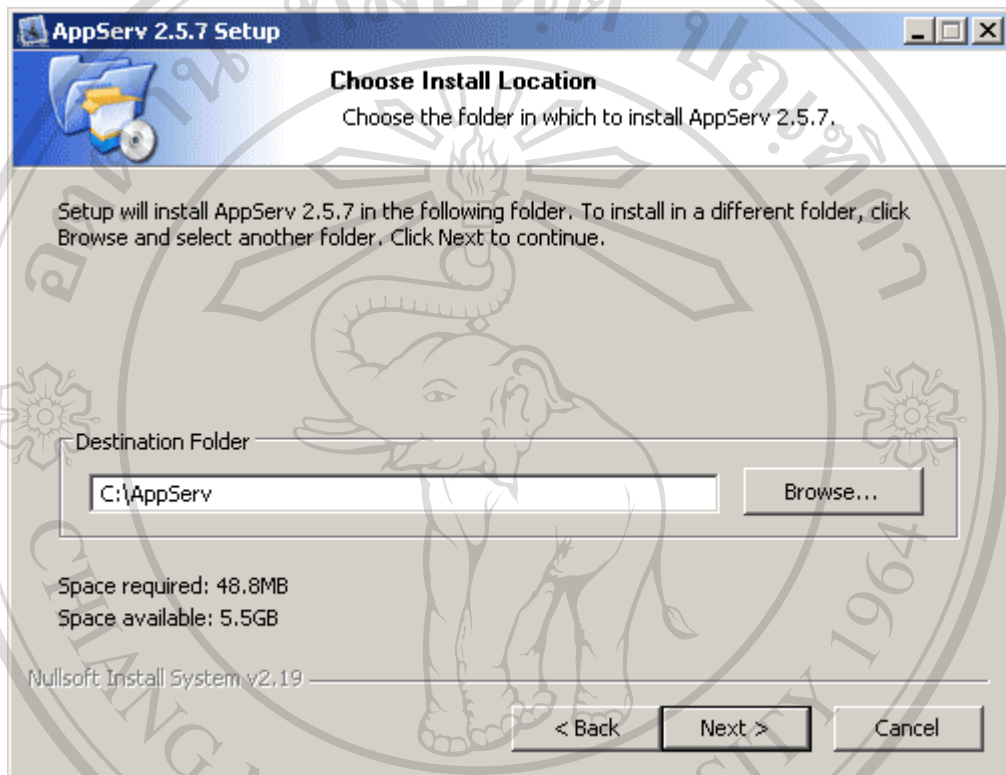 AppServ 2.5.7 Setup
Choose Install Location
Choose the folder in which to install AppServ 2.5.7.
Setup will install AppServ 2.5.7 in the following folder. To install in a different folder, click
Browse and select another folder. Click Next to continue.
Destination Folder
C:\AppServ
Browse...
Space required: 48.8MB
Space available: 5.5GB
Nullsoft Install System v2.19
< Back
Next >
Cancel
1964